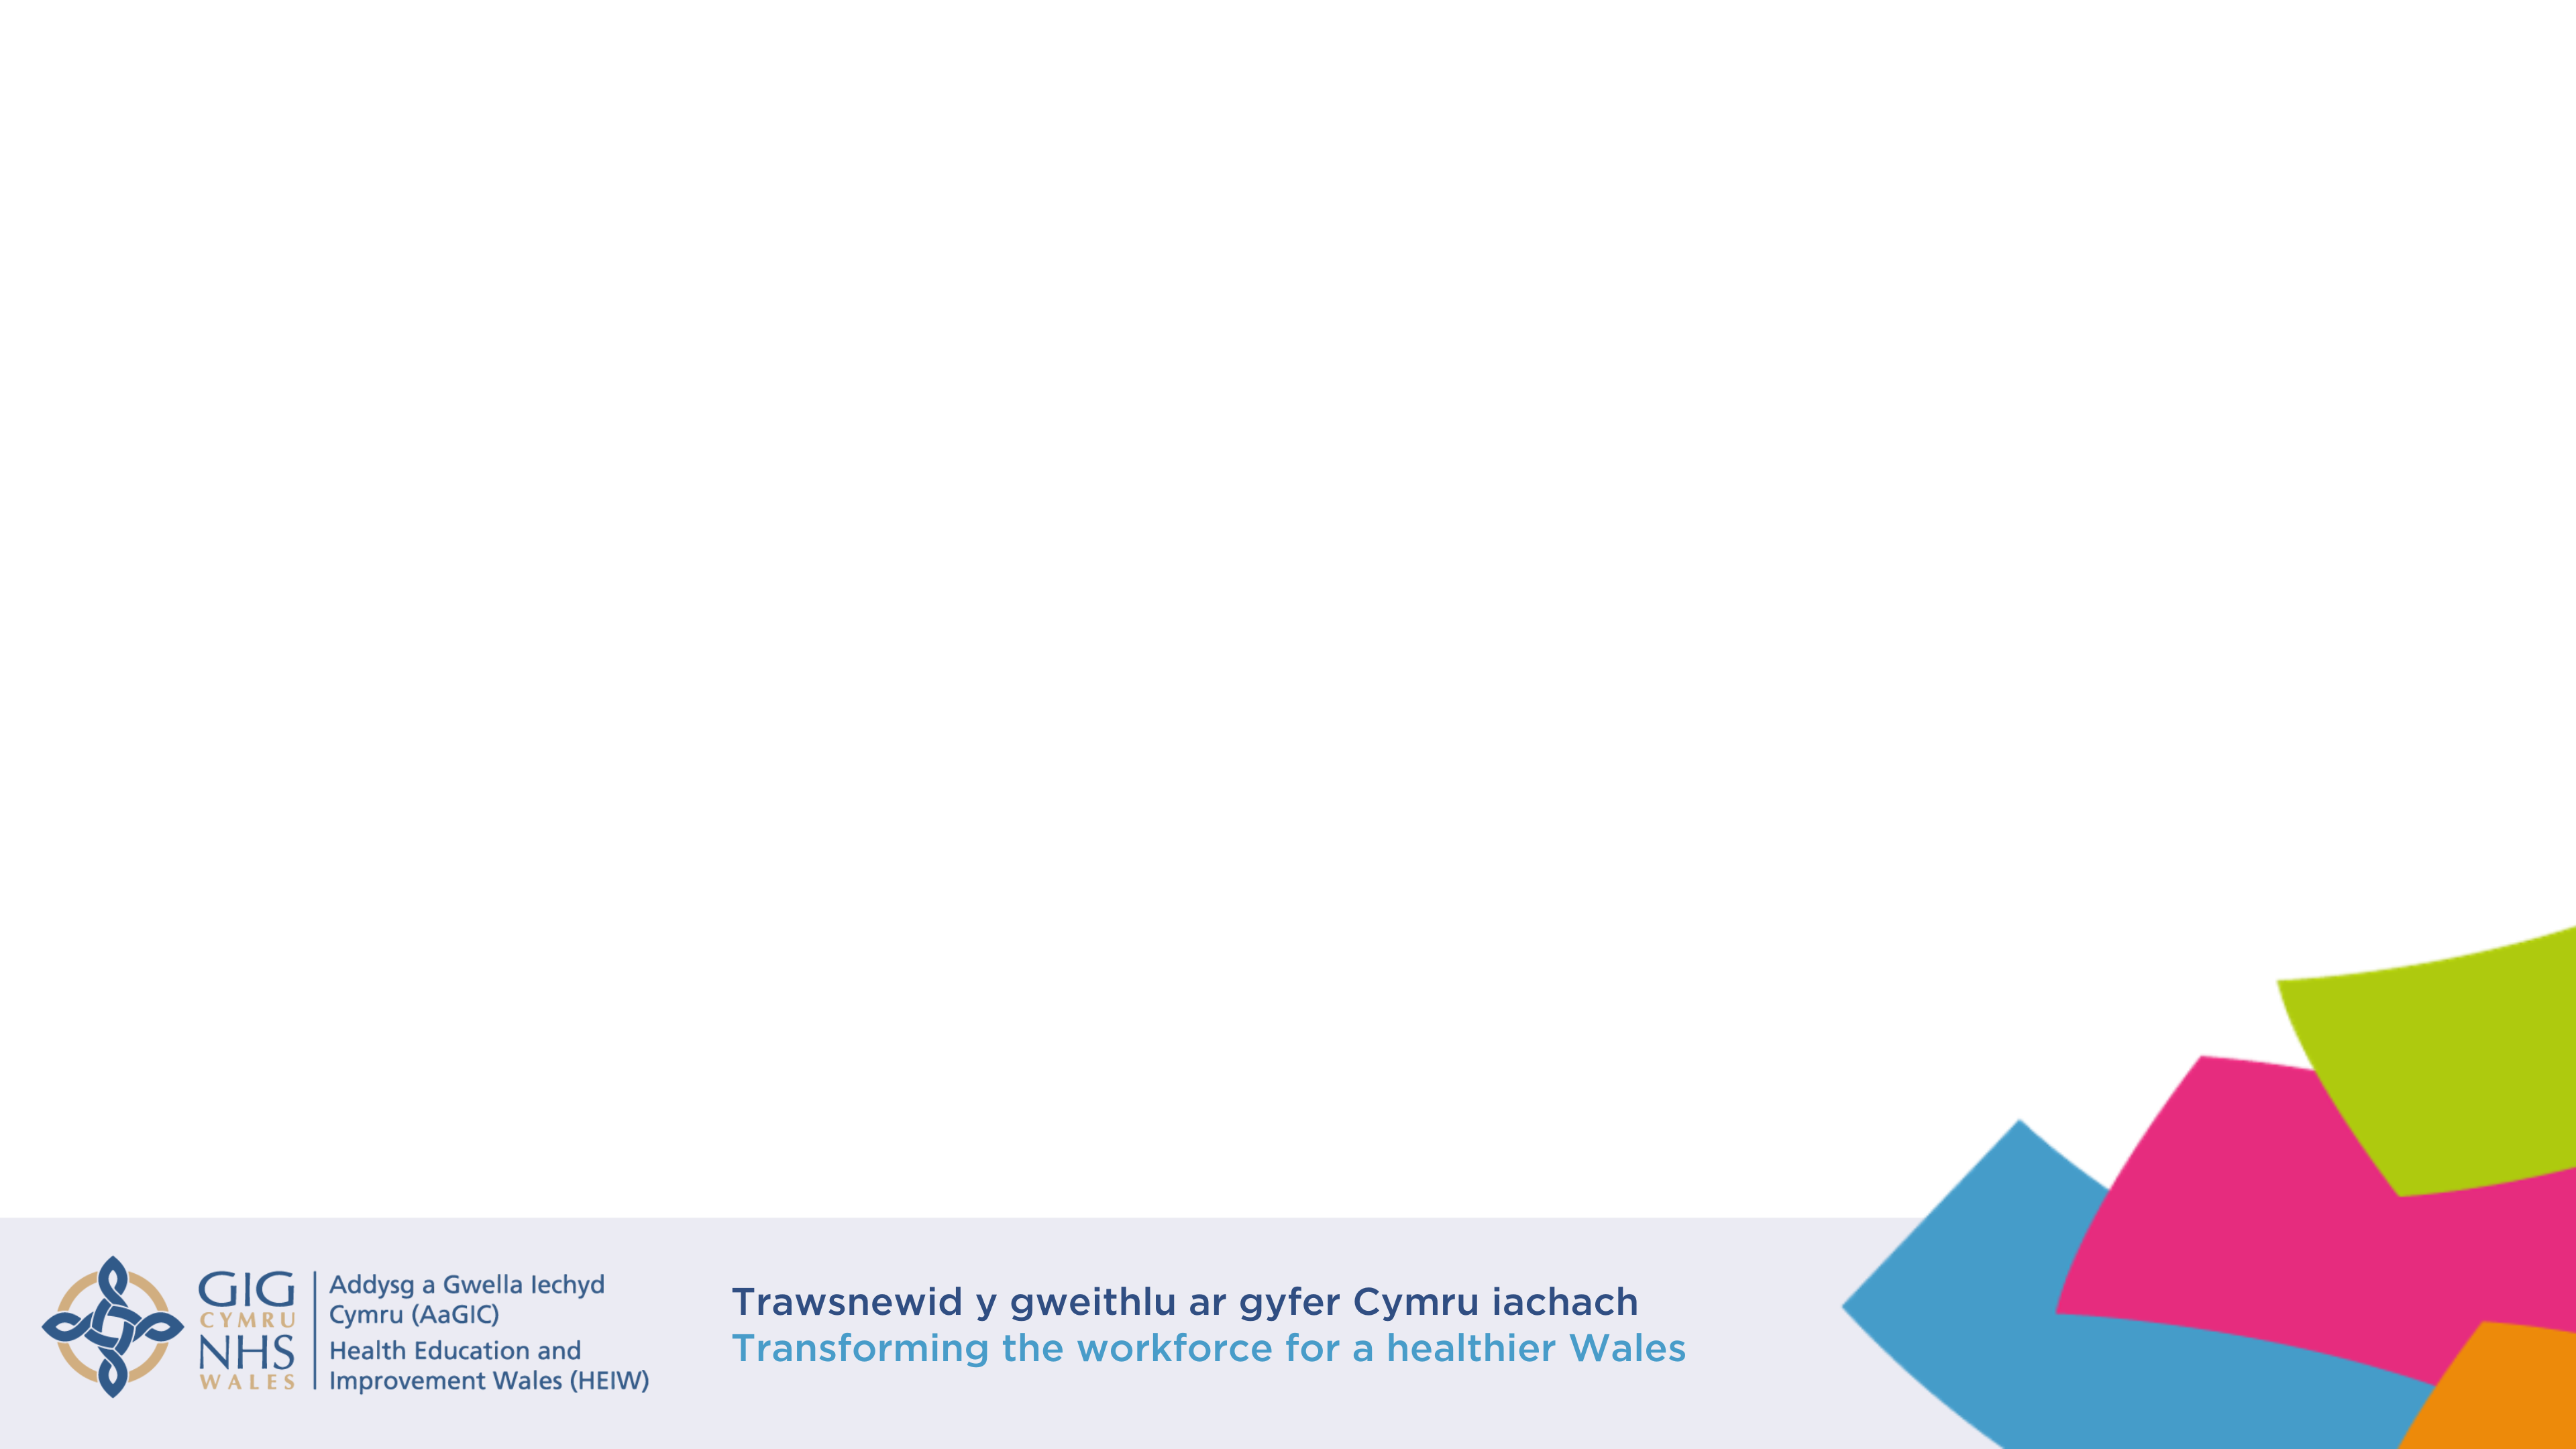 GIG
CYMRU
NHS
WALES
Addysg a Gwella Iechyd
Cymru (AaGIC)
Health Education and
Improvement Wales (HEIW)
Trawsnewid y gweithlu ar gyfer Cymru iachach
Transforming the workforce for a healthier Wales